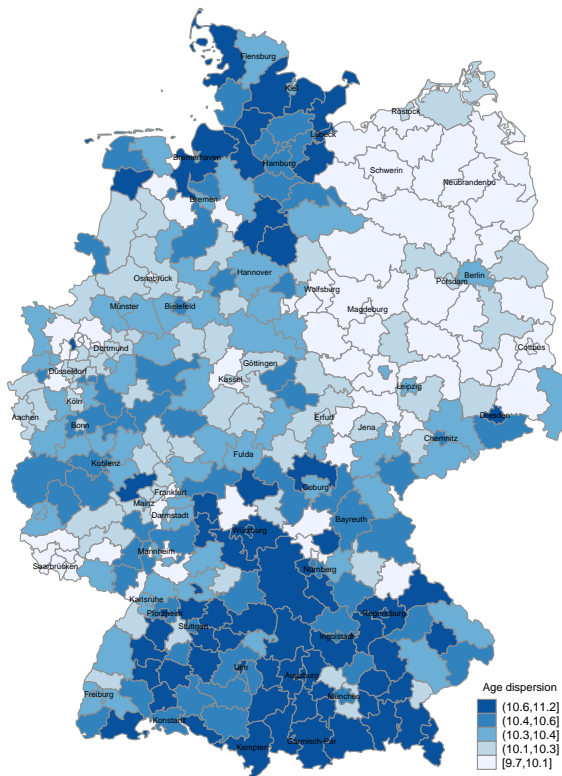 Flensburg
Kiel
Rostock
Lübeck
Bremerhaven
Hamburg
Schwerin
Neubrandenbu
Bremen
Berlin
Osnabrück
Hannover
Wolfsburg
Potsdam
Münster
Bielefeld
Magdeburg
Cottbus
Dortmund
Göttingen
Düsseldorf
Kassel
Leipzig
Köln
Aachen
Erfurt
Dresden
Bonn
Jena
Chemnitz
Koblenz
Fulda
Frankfurt
Coburg
Mainz
Darmstadt
Bayreuth
Würzburg
Mannheim
Saarbrücken
Nürnberg
Karlsruhe
Pforzheim
Regensburg
Stuttgart
Ingolstadt
Ulm
Augsburg
Freiburg
München
Konstanz
Garmisch-Par
Kempten
Age dispersion
(10.6,11.2]
(10.4,10.6]
(10.3,10.4]
(10.1,10.3]
[9.7,10.1]